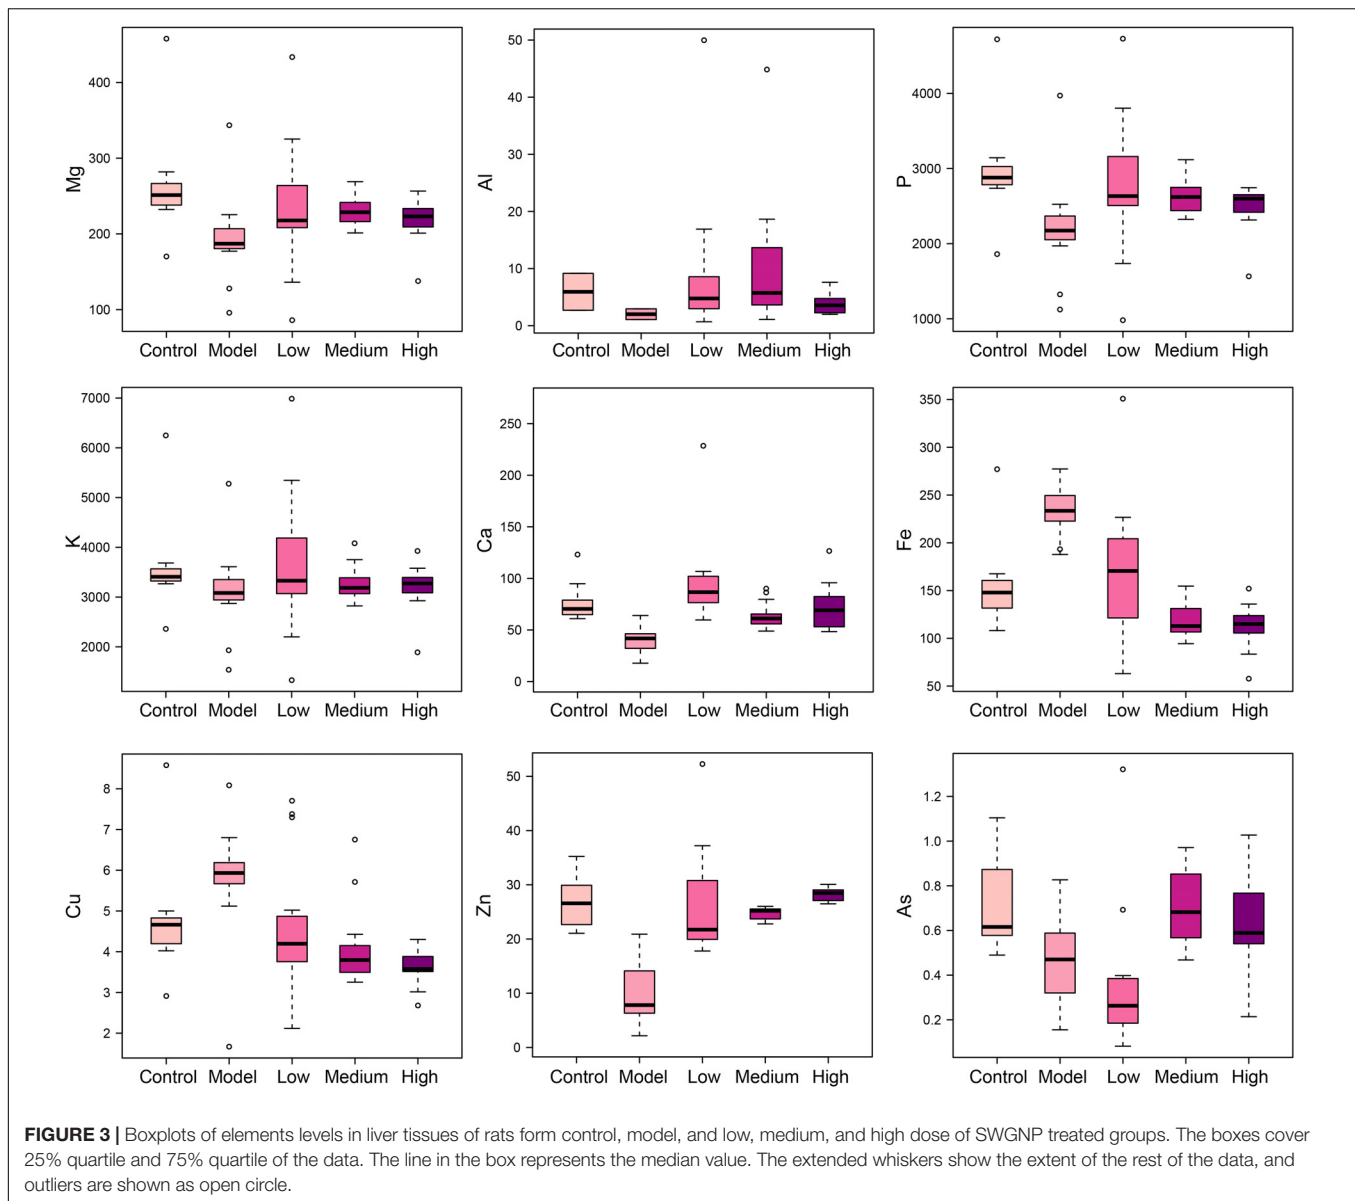 Mg
400
300
200
100
Control Model Low Medium High
Al
50
40
30
20
10
0
Control Model Low Medium High
P
4000
3000
2000
1000
Control Model Low Medium High
K
7000
6000
5000
4000
3000
2000
Control Model Low Medium High
Ca
250
200
150
100
50
0
Control Model Low Medium High
Fe
350
300
250
200
150
100
50
Control Model Low Medium High
Cu
8
7
6
5
4
3
2
Control Model Low Medium High
Zn
50
40
30
20
10
0
Control Model Low Medium High
As
1.2
1.0
0.8
0.6
0.4
0.2
Control Model Low Medium High
FIGURE 3 | Boxplots of elements levels in liver tissues of rats form control, model, and low, medium, and high dose of SWGNP treated groups. The boxes cover
25% quartile and 75% quartile of the data. The line in the box represents the median value. The extended whiskers show the extent of the rest of the data, and
outliers are shown as open circle.